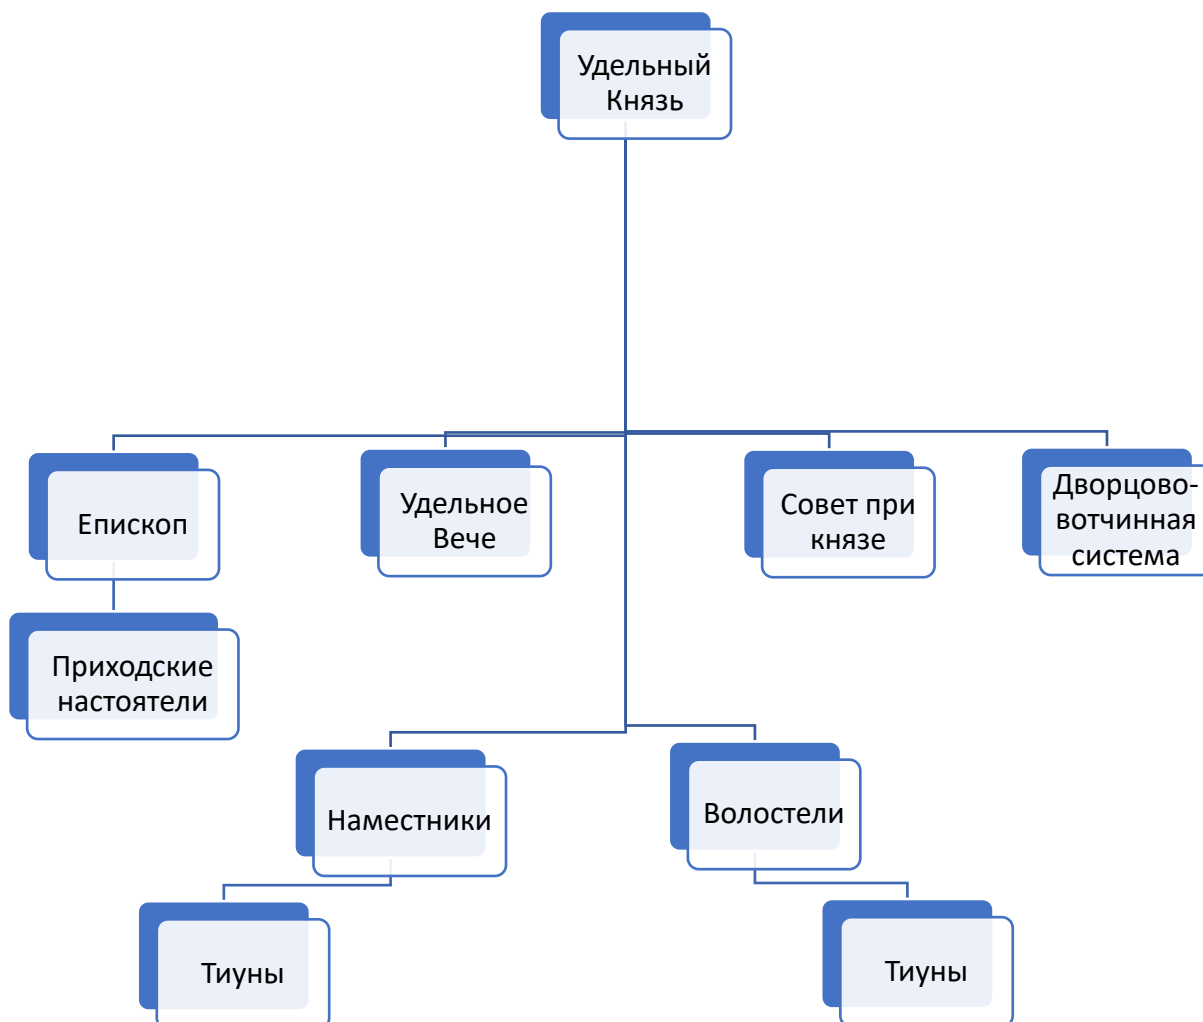 Удельный
Князь
Епископ
Удельное
Вече
Совет при
князе
Дворцово-
вотчинная
система
Приходские
настоятели
Наместники
Волостели
Тиуны
Тиуны